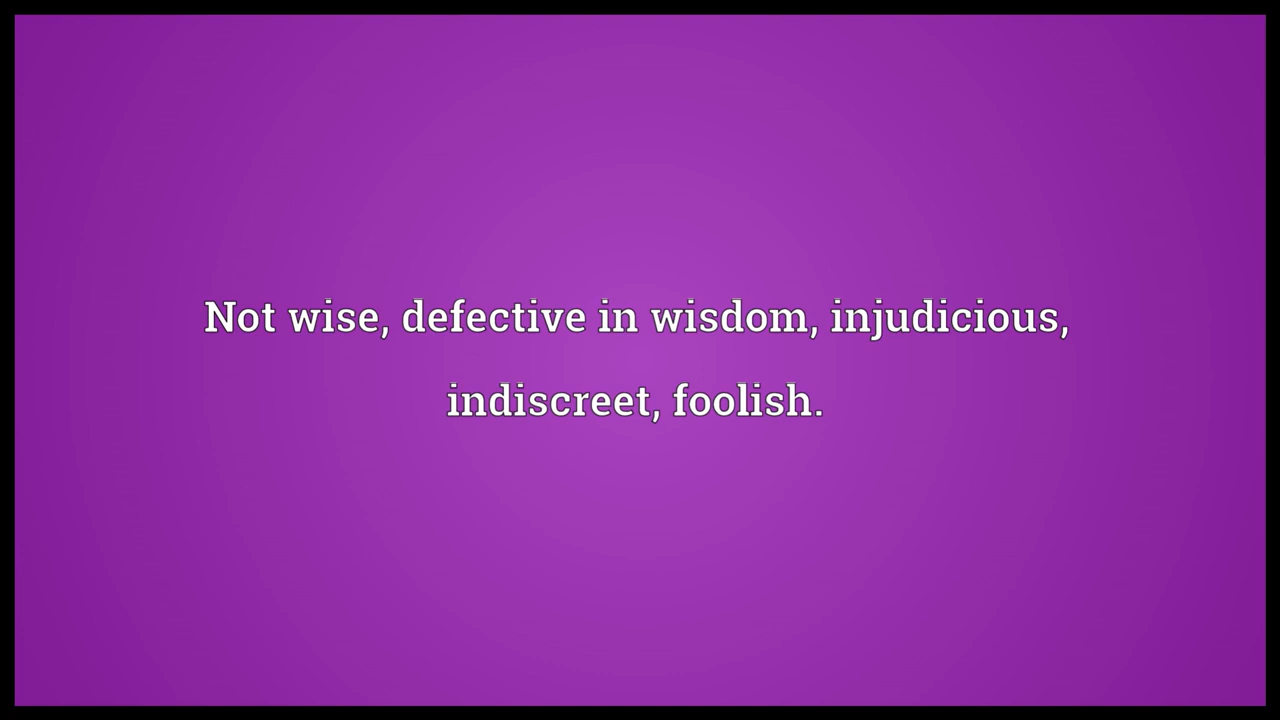 Not wise, defective in wisdom, injudicious,
indiscreet, foolish.